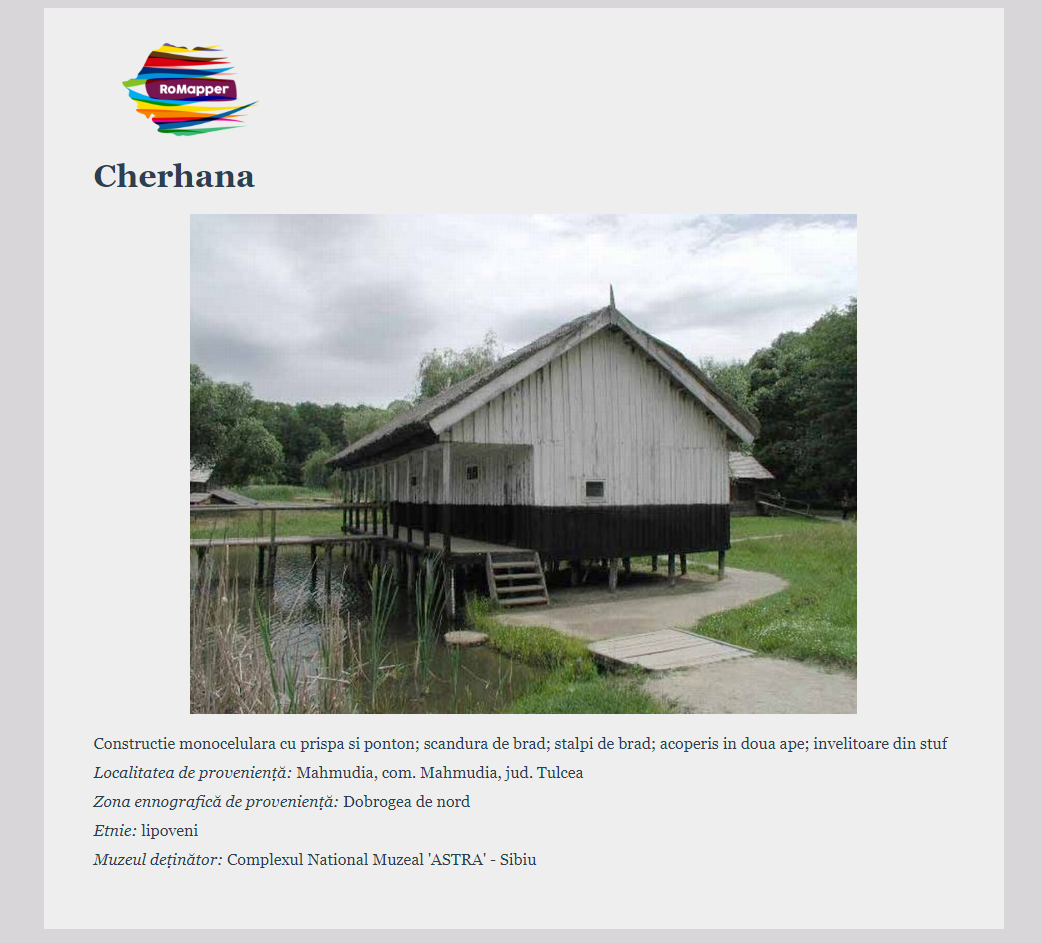 RoMapper
Cherhana
Constructie monocelulara cu prispa si ponton; scandura de brad; stalpi de brad; acoperis in doua ape; invelitoare din stuf
Localitatea de proveniență: Mahmudia, com. Mahmudia, jud. Tulcea
Zona ennografică de proveniență: Dobrogea de nord
Etnie: lipoveni
Muzeul deținător: Complexul National Muzeal 'ASTRA' - Sibiu